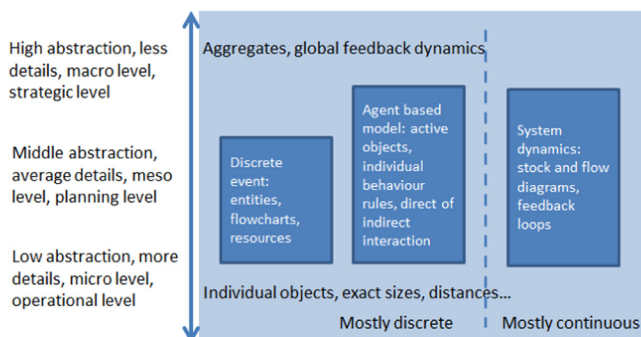 High abstraction, less
details, macro level,
strategic level
Middle abstraction,
average details, meso
level, planning level
Low abstraction, more
details, micro level,
operational level
Aggregates, global feedback dynamics
Discrete
event:
entities,
flowcharts,
resources
Agent based
model: active
objects,
individual
behaviour
rules, direct of
indirect
interaction
System
dynamics:
stock and flow
diagrams,
feedback
loops
Individual objects, exact sizes, distances...
Mostly discrete
Mostly continuous